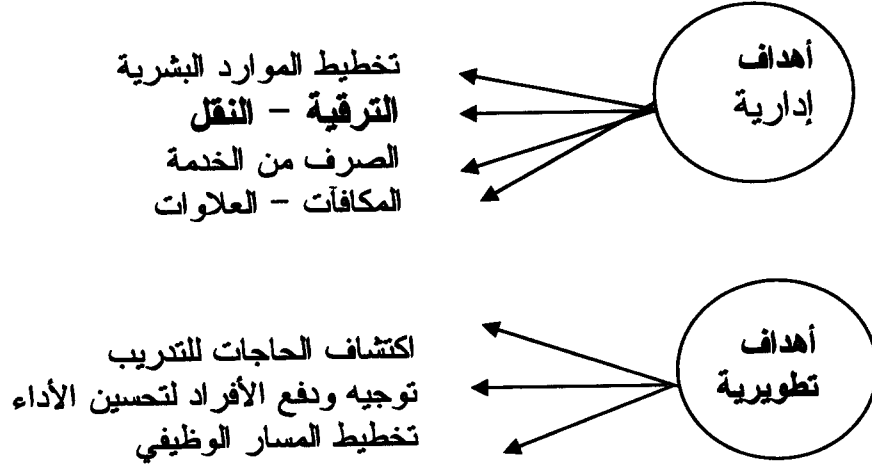 أهداف
إدارية
تخطيط الموارد البشرية
الترقية – النقل
الصرف من الخدمة
المكافآت – العلاوات
أهداف
تطويرية
اكتشاف الحاجات للتدريب
توجيه ودفع الأفراد لتحسين الأداء
تخطيط المسار الوظيفي